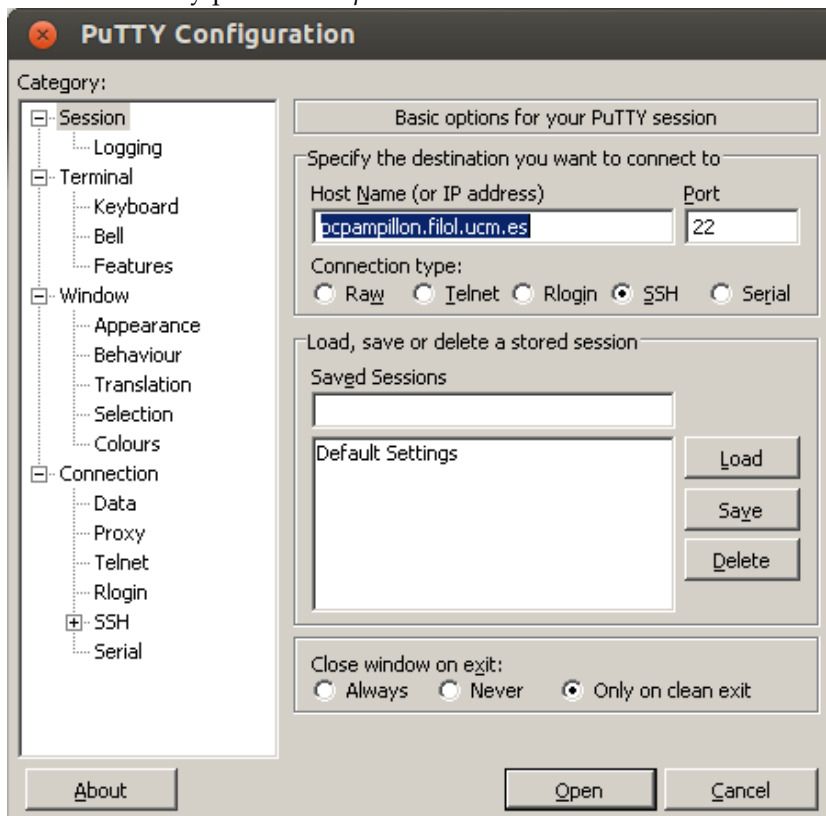 PuTTY Configuration
Category:
Session
Logging
Terminal
Keyboard
Bell
Features
Window
Appearance
Behaviour
Translation
Selection
Colours
Connection
Data
Proxy
Telnet
Rlogin
SSH
Serial
Basic options for your PuTTY session
Specify the destination you want to connect to
Host Name (or IP address) Port
pcpampillon.filol.ucm.es 22
Connection type:
Raw Telnet Rlogin SSH Serial
Load, save or delete a stored session
Saved Sessions
Default Settings
Load
Save
Delete
Close window on exit:
Always Never Only on clean exit
About Open Cancel